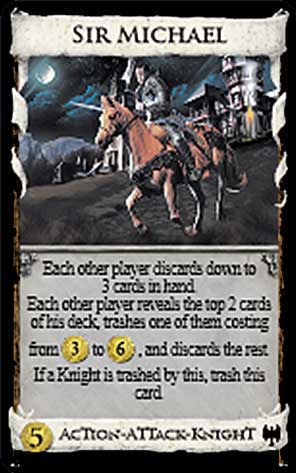 SIR MICHAEL
Each other player discards down to
3 cards in hand.
Each other player reveals the top 2 cards
of his deck, trashes one of them costing
from 3 to 6, and discards the rest.
If a Knight is trashed by this, trash this
card.
5 ACTION-ATTACK-KNIGHT